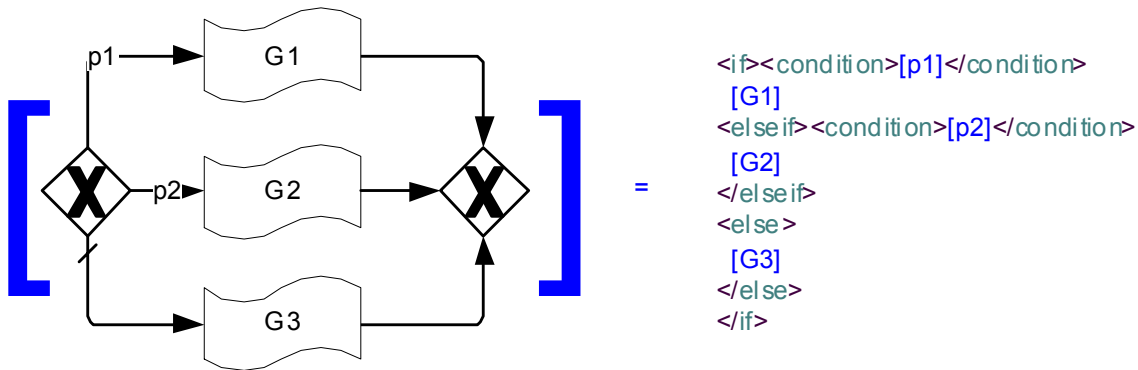 p1
G1
X
p2
G2
X
G3
=
<if><condition>[p1]</condition>
[G1]
<elseif><condition>[p2]</condition>
[G2]
</elseif>
<else>
[G3]
</else>
</if>